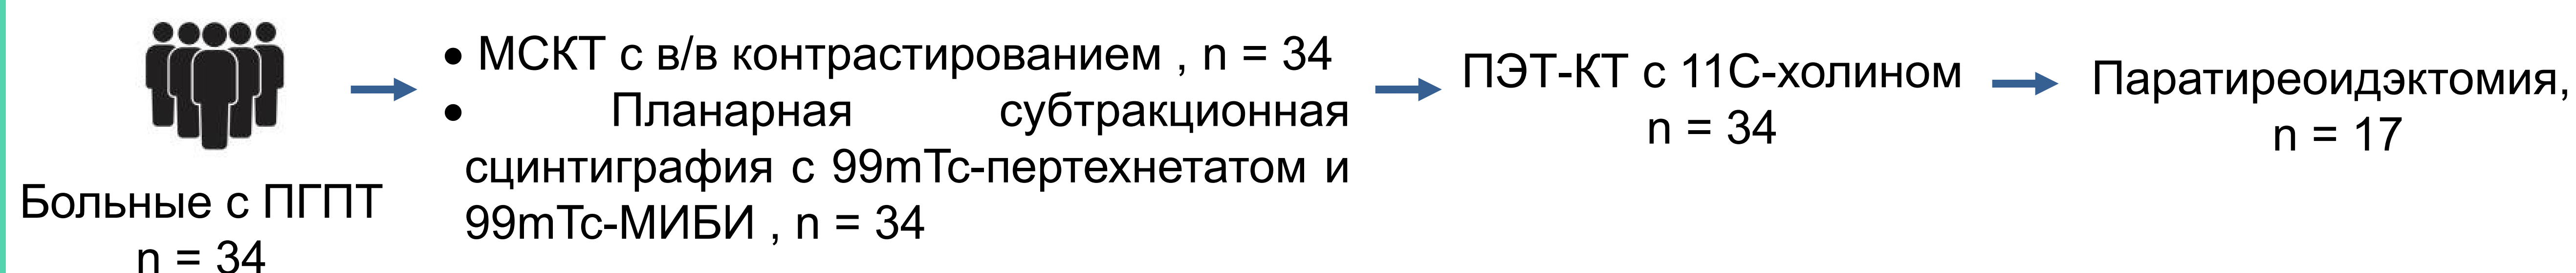 Больные с ПГПТ
n = 34
• МСКТ с в/в контрастированием , n = 34
• Планарная субтракционная
сцинтиграфия с 99mTc-пертехнетатом и
99mTc-МИБИ , n = 34
ПЭТ-КТ с 11С-холином
n = 34
Паратиреоидэктомия,
n = 17